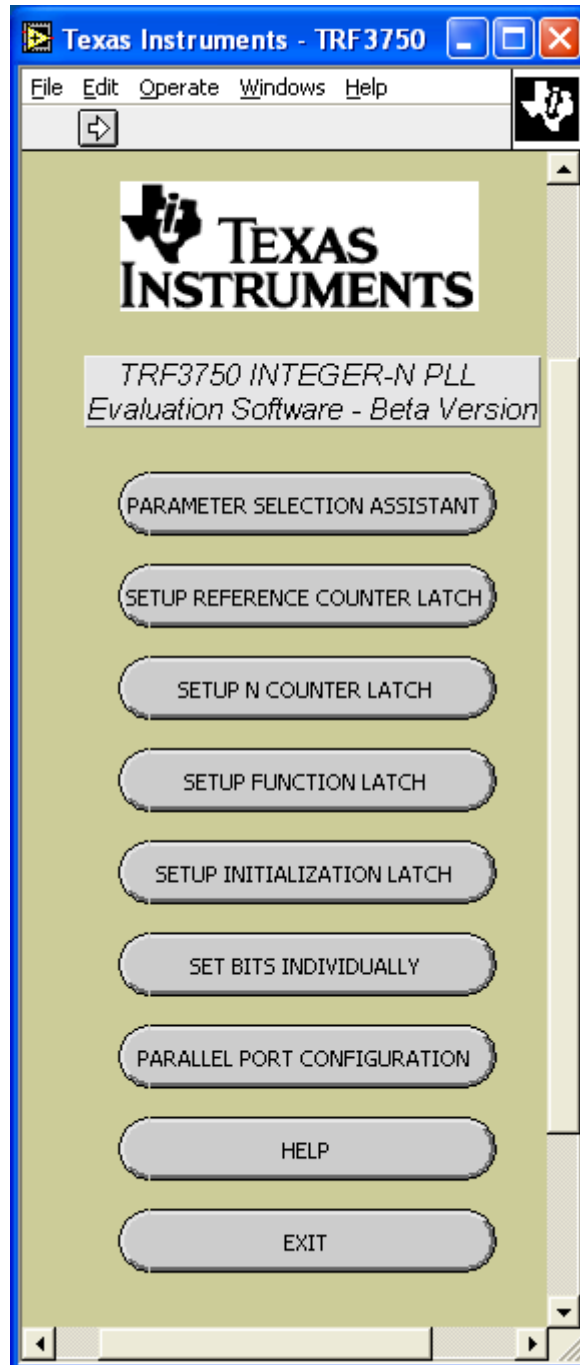 Texas Instruments - TRF3750
File Edit Operate Windows Help
TEXAS
INSTRUMENTS
TRF3750 INTEGER-N PLL
Evaluation Software - Beta Version
PARAMETER SELECTION ASSISTANT
SETUP REFERENCE COUNTER LATCH
SETUP N COUNTER LATCH
SETUP FUNCTION LATCH
SETUP INITIALIZATION LATCH
SET BITS INDIVIDUALLY
PARALLEL PORT CONFIGURATION
HELP
EXIT